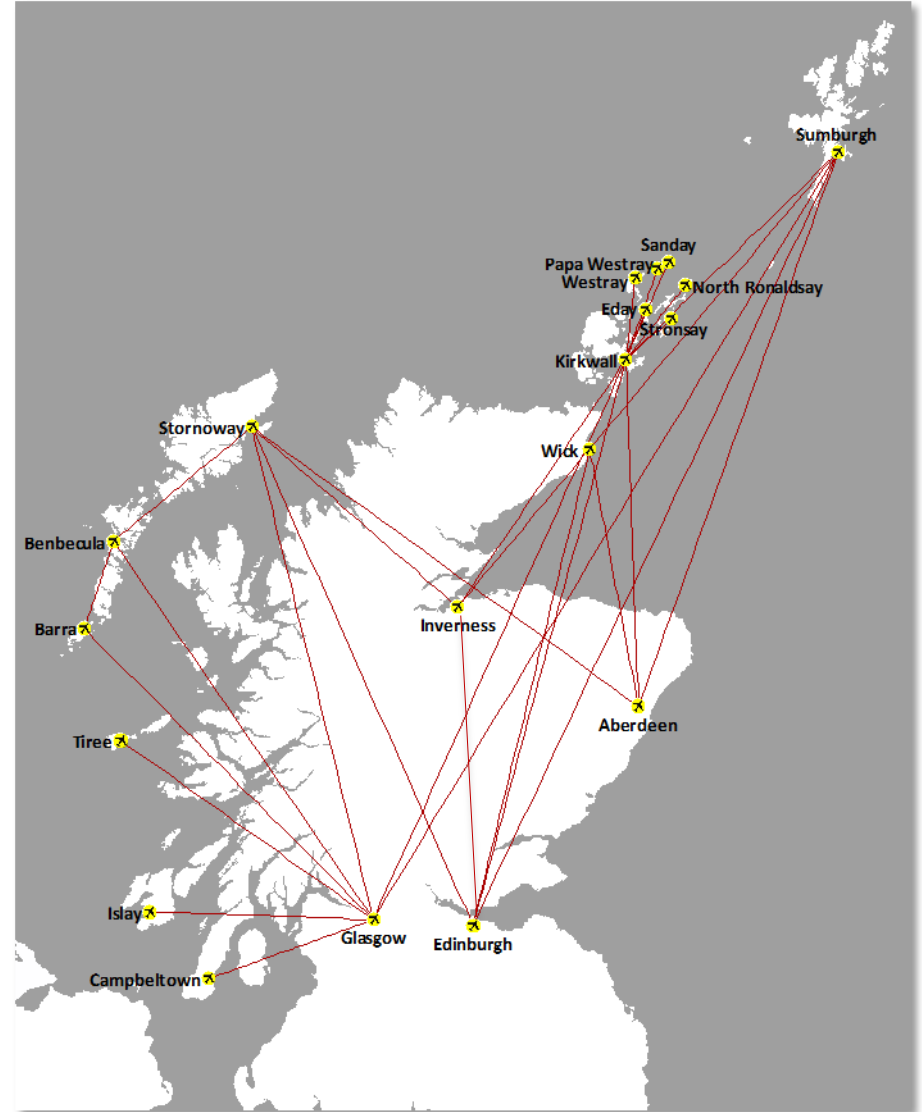 Sumburgh
Sanday
Papa Westray
Westray
North Ronaldsay
Eday
Stronsay
Kirkwall
Stornoway
Wick
Benbecula
Inverness
Barra
Aberdeen
Tiree
Islay
Glasgow
Edinburgh
Campbeltown